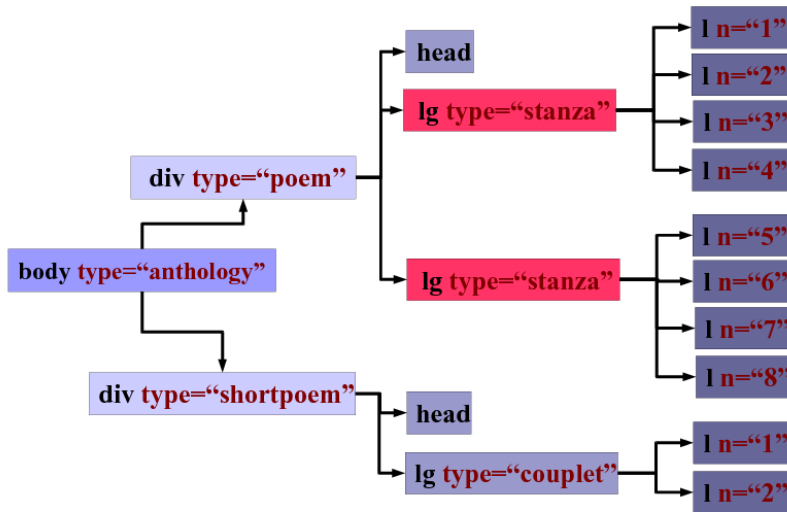 l n=“1”
head
l n=“2”
lg type=“stanza”
l n=“3”
l n=“4”
div type=“poem”
l n=“5”
body type=“anthology”
lg type=“stanza”
l n=“6”
l n=“7”
l n=“8”
div type=“shortpoem”
head
l n=“1”
lg type=“couplet”
l n=“2”